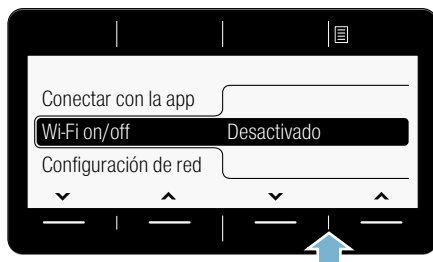 Conectar con la app
Wi-Fi on/off Desactivado
Configuración de red